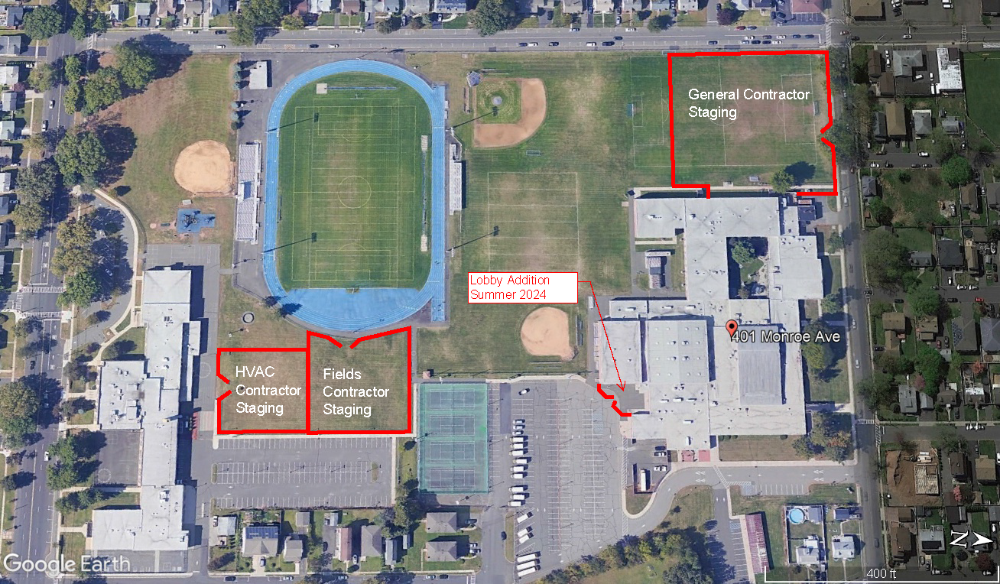 General Contractor
Staging
Lobby Addition
Summer 2024
401 Monroe Ave
HVAC
Contractor
Staging
Fields
Contractor
Staging
N
Google Earth
400 ft